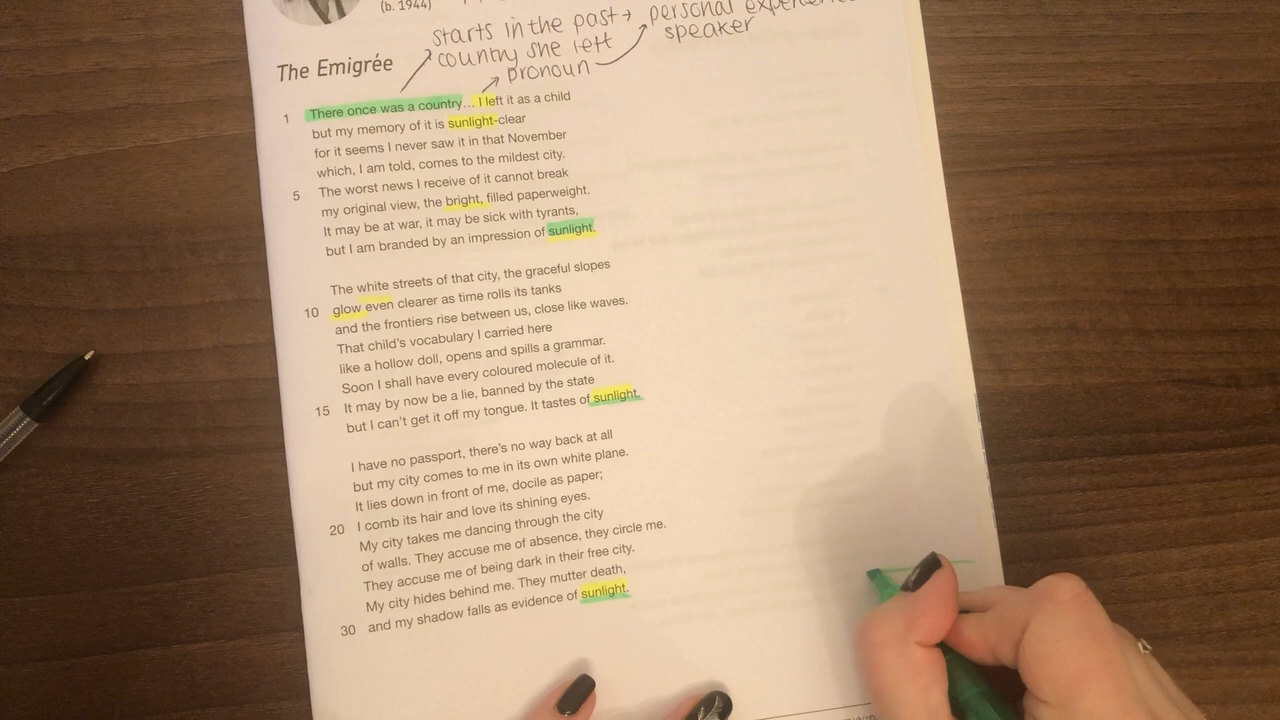 (b. 1944)
starts in the past → personal
country she left speaker
pronoun
The Emigrée
1 There once was a country... I left it as a child
but my memory of it is sunlight-clear
for it seems I never saw it in that November
which, I am told, comes to the mildest city.
5 The worst news I receive of it cannot break
my original view, the bright, filled paperweight.
It may be at war, it may be sick with tyrants,
but I am branded by an impression of sunlight.
The white streets of that city, the graceful slopes
10 glow even clearer as time rolls its tanks
and the frontiers rise between us, close like waves.
That child's vocabulary I carried here
like a hollow doll, opens and spills a grammar.
Soon I shall have every coloured molecule of it.
15 It may by now be a lie, banned by the state
but I can't get it off my tongue. It tastes of sunlight.
I have no passport, there's no way back at all
but my city comes to me in its own white plane.
It lies down in front of me, docile as paper;
20 I comb its hair and love its shining eyes.
My city takes me dancing through the city
of walls. They accuse me of absence, they circle me.
They accuse me of being dark in their free city.
My city hides behind me. They mutter death,
30 and my shadow falls as evidence of sunlight.